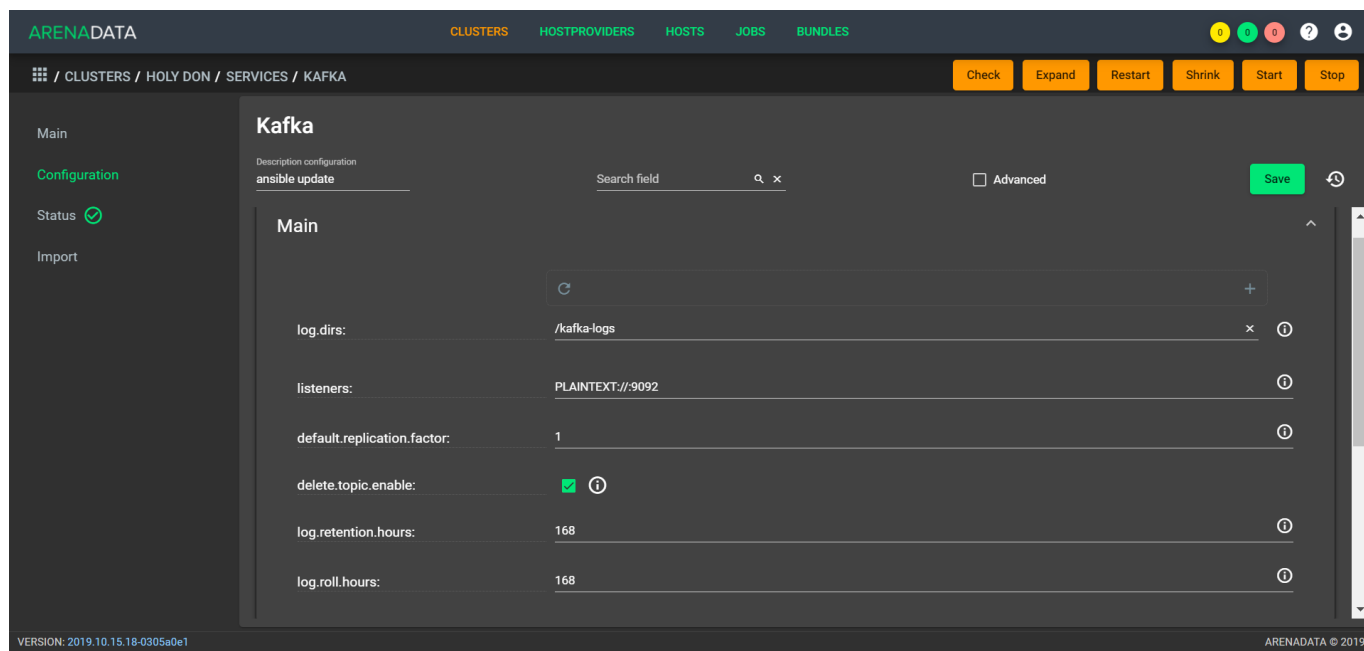 ARENADATA CLUSTERS HOSTPROVIDERS HOSTS JOBS BUNDLES 0 0 0 ?
/ CLUSTERS / HOLY DON / SERVICES / KAFKA Check Expand Restart Shrink Start Stop
Main
Configuration
Status
Import
Kafka
Description configuration
ansible update Search field Advanced Save
Main
log.dirs: /kafka-logs
listeners: PLAINTEXT://:9092
default.replication.factor: 1
delete.topic.enable:
log.retention.hours: 168
log.roll.hours: 168
VERSION: 2019.10.15.18-0305a0e1 ARENADATA © 2019